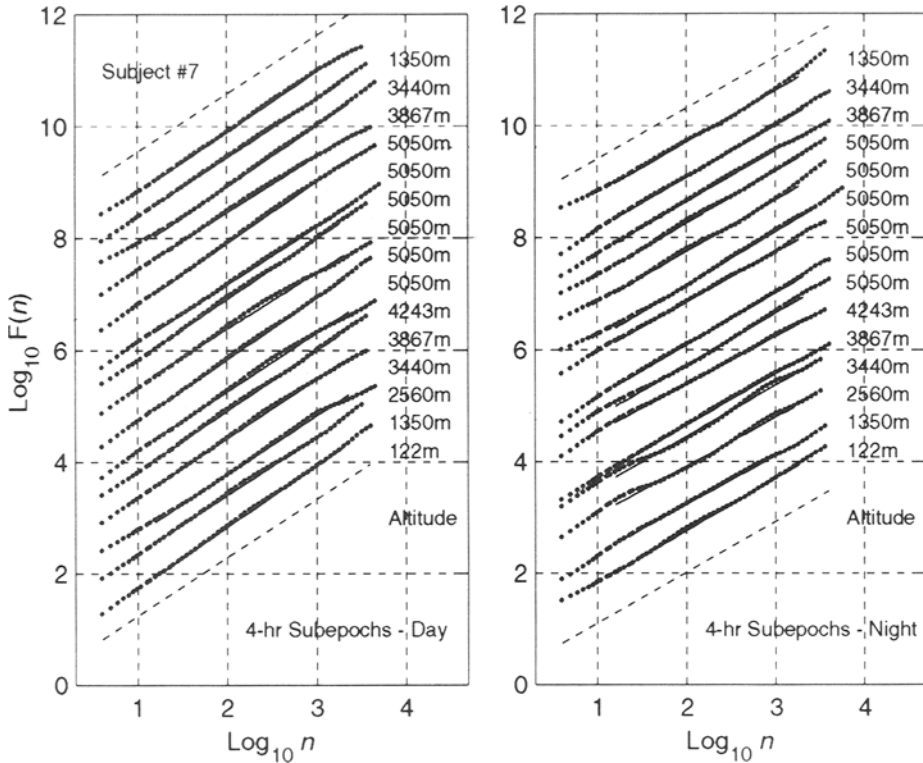 12
10
8
6
4
2
0
Log10 F(n)
Subject #7
1350m
3440m
3867m
5050m
5050m
5050m
5050m
5050m
5050m
4243m
3867m
3440m
2560m
1350m
122m
Altitude
4-hr Subepochs - Day
1 2 3 4
Log10 n
12
10
8
6
4
2
0
1350m
3440m
3867m
5050m
5050m
5050m
5050m
5050m
5050m
4243m
3867m
3440m
2560m
1350m
122m
Altitude
4-hr Subepochs - Night
1 2 3 4
Log10 n